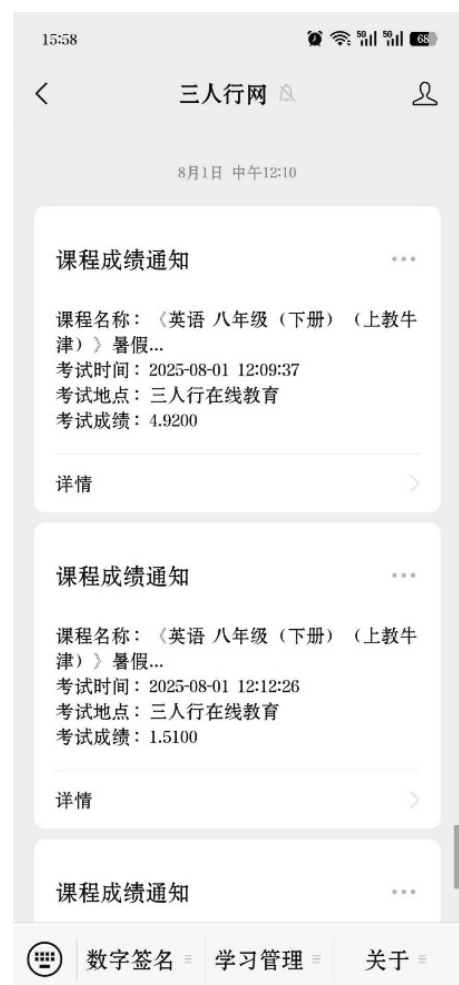 15:58
5G 5G 68
三人行网
8月1日 中午12:10
课程成绩通知
课程名称：《英语 八年级（下册）（上教牛
津）》暑假...
考试时间：2025-08-01 12:09:37
考试地点：三人行在线教育
考试成绩：4.9200
详情
课程成绩通知
课程名称：《英语 八年级（下册）（上教牛
津）》暑假...
考试时间：2025-08-01 12:12:26
考试地点：三人行在线教育
考试成绩：1.5100
详情
课程成绩通知
数字签名 学习管理 关于